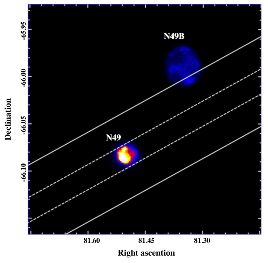 N49B
N49
Declination
-65.95
-66.00
-66.05
-66.10
81.60 81.45 81.30
Right ascention